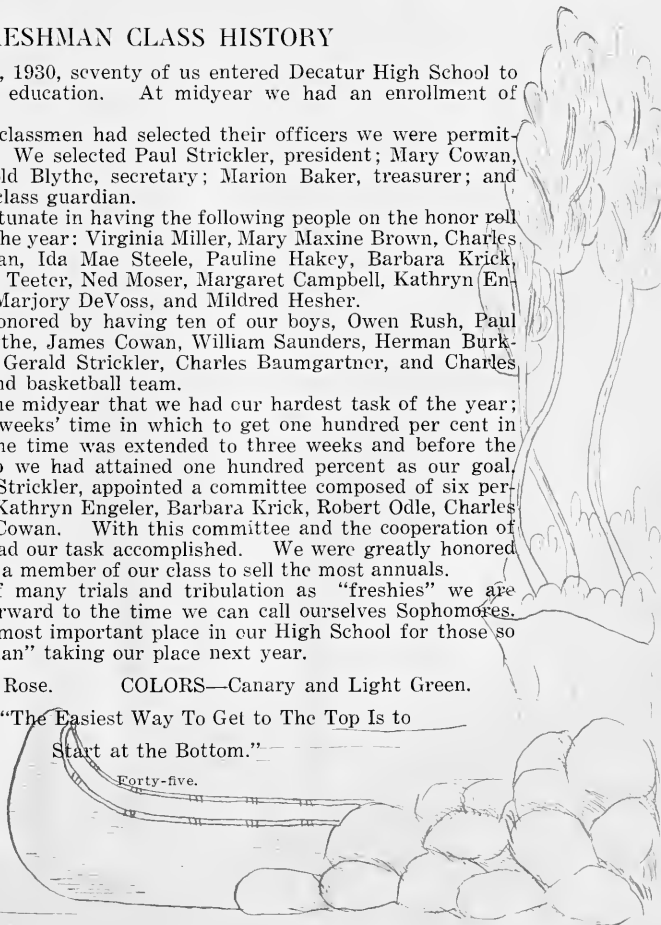 RESHMAN CLASS HISTORY
, 1930, seventy of us entered Decatur High School to
education. At midyear we had an enrollment of
classmen had selected their officers we were permit-
We selected Paul Strickler, president; Mary Cowan,
ld Blythe, secretary; Marion Baker, treasurer; and
class guardian.
tunate in having the following people on the honor roll
he year: Virginia Miller, Mary Maxine Brown, Charles
an, Ida Mae Steele, Pauline Hakey, Barbara Krick,
Teeter, Ned Moser, Margaret Campbell, Kathryn En-
Marjory DeVoss, and Mildred Hesher.
onored by having ten of our boys, Owen Rush, Paul
the, James Cowan, William Saunders, Herman Burk-
Gerald Strickler, Charles Baumgartner, and Charles
nd basketball team.
he midyear that we had cur hardest task of the year;
weeks' time in which to get one hundred per cent in
he time was extended to three weeks and before the
o we had attained one hundred percent as our goal.
Strickler, appointed a committee composed of six per-
Kathryn Engeler, Barbara Krick, Robert Odle, Charles
Cowan. With this committee and the cooperation of
ad our task accomplished. We were greatly honored
a member of our class to sell the most annuals.
f many trials and tribulation as "freshies" we are
rward to the time we can call ourselves Sophomores.
most important place in cur High School for those so
an" taking our place next year.
Rose. COLORS—Canary and Light Green.
"The Easiest Way To Get to The Top Is to
Start at the Bottom."
Forty-five.